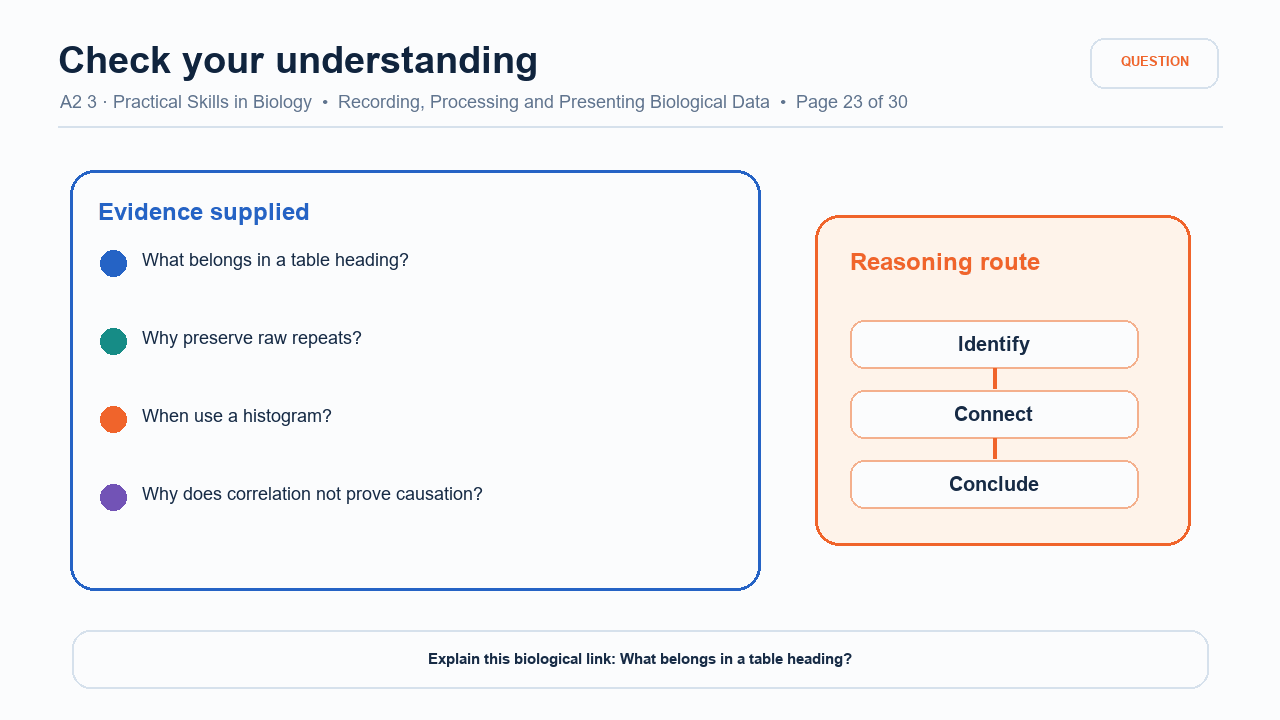 Check your understanding
QUESTION
A2 3 · Practical Skills in Biology • Recording, Processing and Presenting Biological Data • Page 23 of 30
Evidence supplied
What belongs in a table heading?
Why preserve raw repeats?
When use a histogram?
Why does correlation not prove causation?
Reasoning route
Identify
Connect
Conclude
Explain this biological link: What belongs in a table heading?